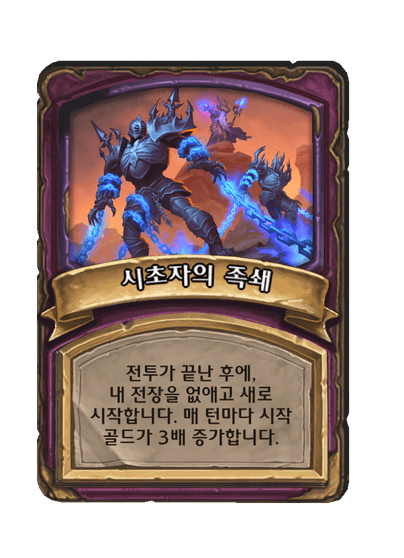 시초자의 족쇄
전투가 끝난 후에,
내 전장을 없애고 새로
시작합니다. 매 턴마다 시작
골드가 3배 증가합니다.